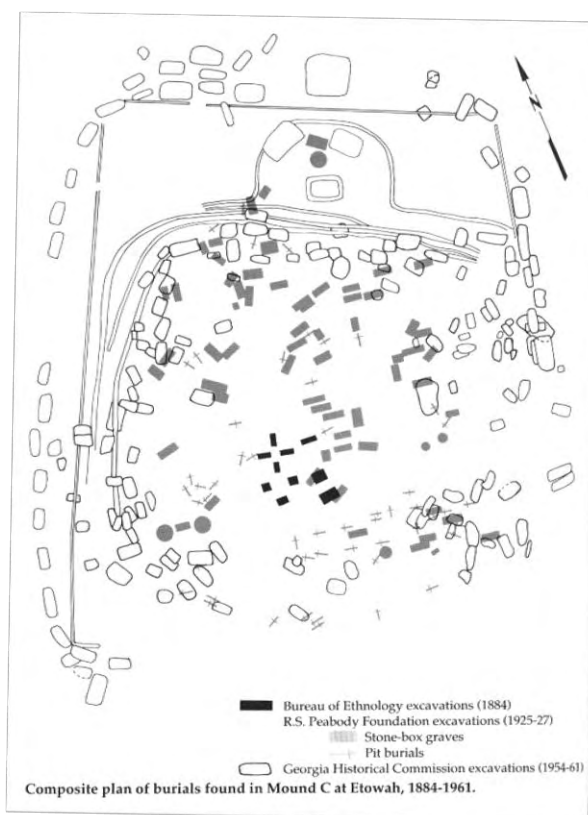 N
Bureau of Ethnology excavations (1884)
R.S. Peabody Foundation excavations (1925-27)
Stone-box graves
Pit burials
Georgia Historical Commission excavations (1954-61)
Composite plan of burials found in Mound C at Etowah, 1884-1961.